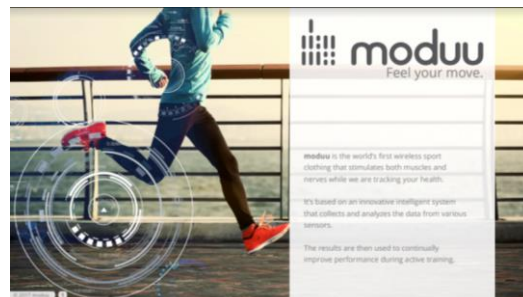 moduu
Feel your move.
moduu is the world's first wireless sport
clothing that stimulates both muscles and
nerves while we are tracking your health.
It's based on an innovative intelligent system
that collects and analyzes the data from various
sensors.
The results are then used to continually
improve performance during active training.
© 2017 moduu